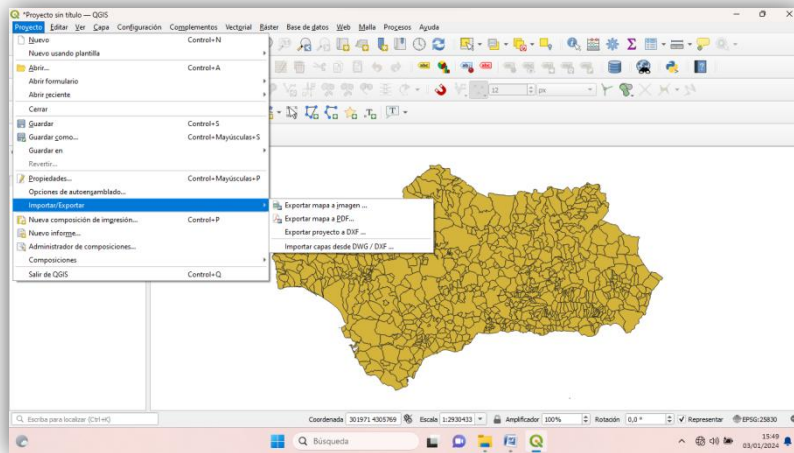 *Proyecto sin título — QGIS
Proyecto Editar Ver Capa Configuración Complementos Vectorial Ráster Base de datos Web Malla Procesos Ayuda
Nuevo Control+N
Nuevo usando plantilla
Abrir... Control+A
Abrir formulario
Abrir reciente
Cerrar
Guardar Control+S
Guardar como... Control+Mayúsculas+S
Guardar en
Revertir...
Propiedades... Control+Mayúsculas+P
Opciones de autoensamblado...
Importar/Exportar
Exportar mapa a imagen ...
Nueva composición de impresión... Control+P
Exportar mapa a PDF...
Nuevo informe...
Exportar proyecto a DXF ...
Administrador de composiciones...
Importar capas desde DWG / DXF ...
Composiciones
Salir de QGIS Control+Q
12 px
Escriba para localizar (Ctrl+K) Coordenada 301971 4305769 Escala 1:2930433 Amplificador 100% Rotación 0,0 ° Representar EPSG:25830
Búsqueda
15:49
03/01/2024